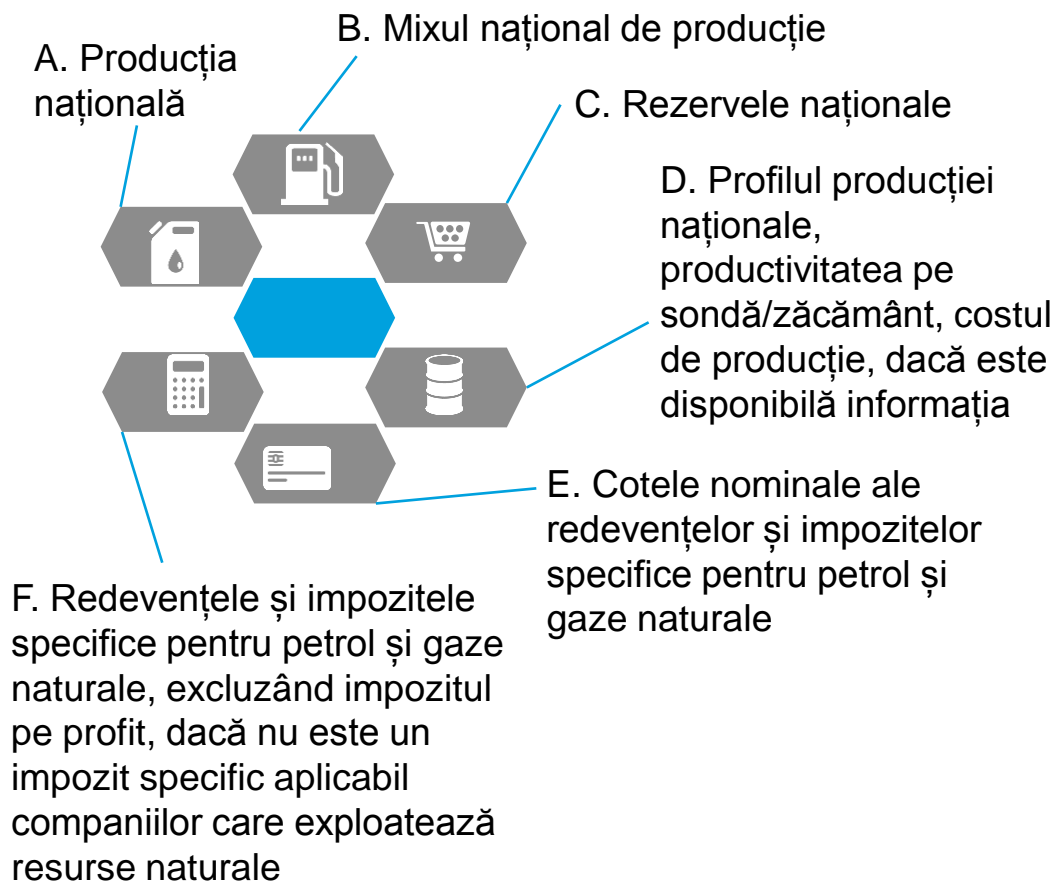 A. Producția
națională
B. Mixul național de producție
C. Rezervele naționale
D. Profilul producției
naționale,
productivitatea pe
sondă/zăcământ, costul
de producție, dacă este
disponibilă informația
E. Cotele nominale ale
redevențelor și impozitelor
specifice pentru petrol și
gaze naturale
F. Redevențele și impozitele
specifice pentru petrol și gaze
naturale, excluzând impozitul
pe profit, dacă nu este un
impozit specific aplicabil
companiilor care exploatează
resurse naturale